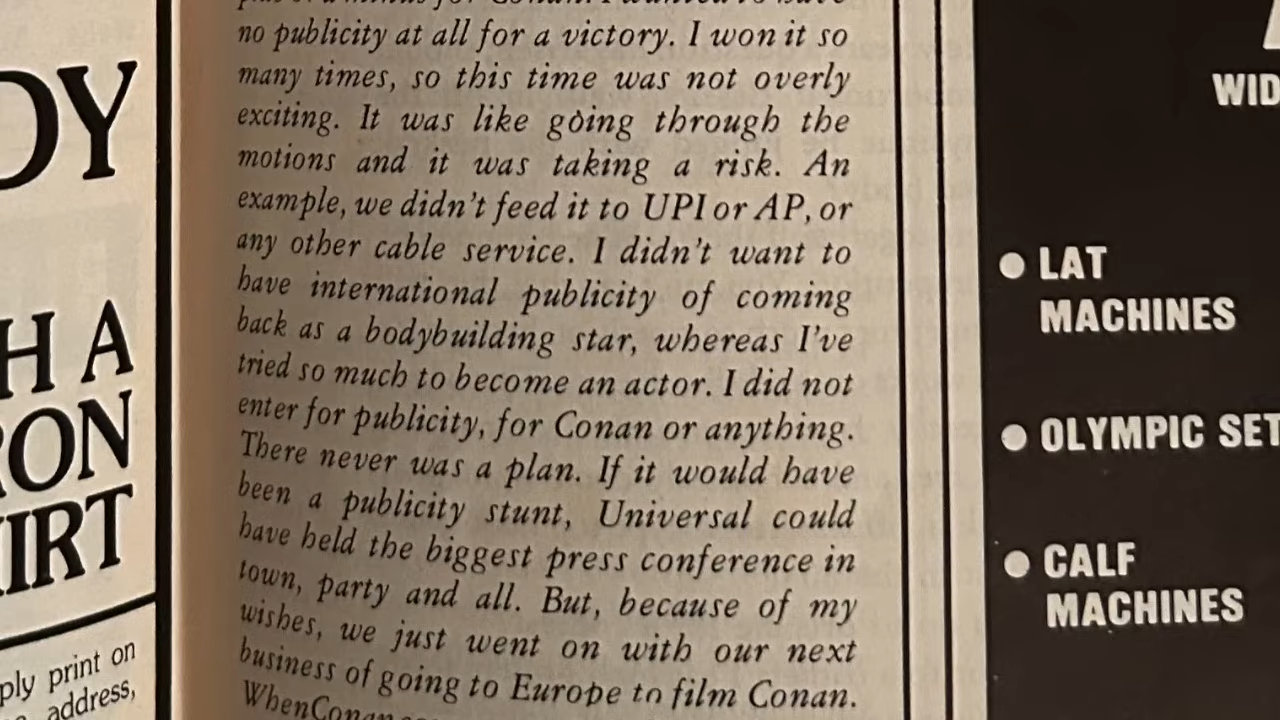 DY
H A
RON
IRT
ply print on
address,
no publicity at all for a victory. I won it so
many times, so this time was not overly
exciting. It was like going through the
motions and it was taking a risk. An
example, we didn't feed it to UPI or AP, or
any other cable service. I didn't want to
have international publicity of coming
back as a bodybuilding star, whereas I've
tried so much to become an actor. I did not
enter for publicity, for Conan or anything.
There never was a plan. If it would have
been a publicity stunt, Universal could
have held the biggest press conference in
town, party and all. But, because of my
wishes, we just went on with our next
business of going to Europe to film Conan.
WID
● LAT
MACHINES
● OLYMPIC SET
● CALF
MACHINES